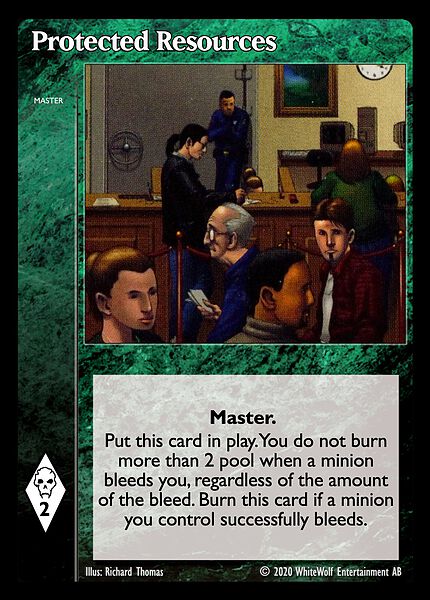 Protected Resources
MASTER
Master.
Put this card in play.You do not burn
more than 2 pool when a minion
bleeds you, regardless of the amount
of the bleed. Burn this card if a minion
you control successfully bleeds.
2
Illus: Richard Thomas © 2020 WhiteWolf Entertainment AB